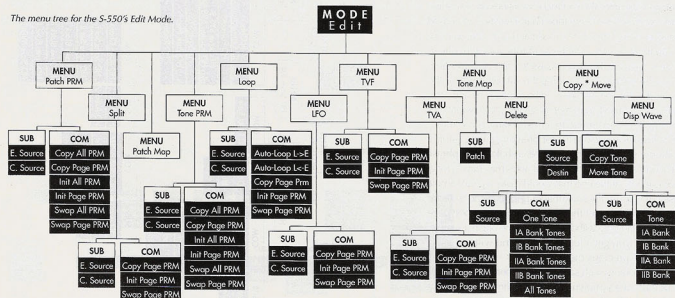 The menu tree for the S-550's Edit Mode.
MODE
Edit
MENU
Patch PRM
MENU
Split
MENU
Patch Map
MENU
Tone PRM
MENU
Loop
MENU
LFO
MENU
TVF
MENU
TVA
MENU
Tone Map
MENU
Delete
MENU
Copy * Move
MENU
Disp Wave
SUB
E. Source
C. Source
COM
Copy All PRM
Copy Page PRM
Init All PRM
Init Page PRM
Swap All PRM
Swap Page PRM
SUB
E. Source
C. Source
COM
Copy Page PRM
Init Page PRM
Swap Page PRM
SUB
E. Source
C. Source
COM
Copy All PRM
Copy Page PRM
Init All PRM
Init Page PRM
Swap All PRM
Swap Page PRM
SUB
E. Source
C. Source
COM
Auto-Loop L->E
Auto-Loop L<-E
Copy Page Prm
Init Page PRM
Swap Page PRM
SUB
E. Source
C. Source
COM
Copy Page PRM
Init Page PRM
Swap Page PRM
SUB
E. Source
C. Source
COM
Copy Page PRM
Init Page PRM
Swap Page PRM
SUB
E. Source
C. Source
COM
Copy Page PRM
Init Page PRM
Swap Page PRM
SUB
Patch
SUB
Source
COM
One Tone
IA Bank Tones
IB Bank Tones
IIA Bank Tones
IIB Bank Tones
All Tones
SUB
Source
Destin
COM
Copy Tone
Move Tone
SUB
Source
COM
Tone
IA Bank
IB Bank
IIA Bank
IIB Bank